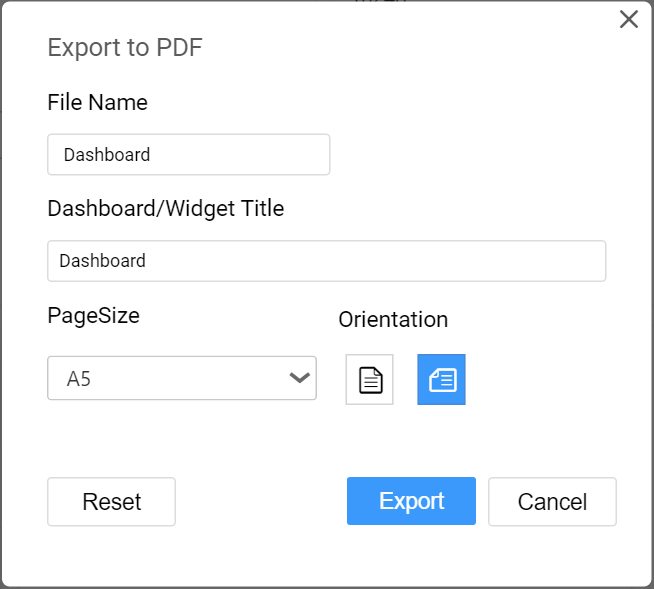 Export to PDF
File Name
Dashboard
Dashboard/Widget Title
Dashboard
PageSize
Orientation
A5
Reset
Export
Cancel